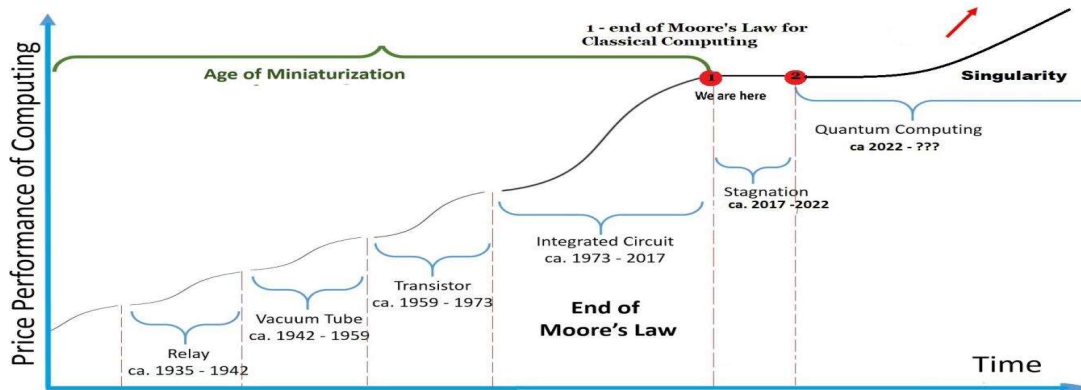 Price Performance of Computing
1 - end of Moore's Law for
Classical Computing
Age of Miniaturization
1
2
We are here
Singularity
Quantum Computing
ca 2022 - ???
Stagnation
ca. 2017 -2022
Integrated Circuit
ca. 1973 - 2017
Transistor
ca. 1959 - 1973
Vacuum Tube
ca. 1942 - 1959
Relay
ca. 1935 - 1942
End of
Moore's Law
Time